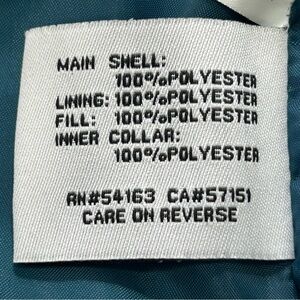 MAIN SHELL:
100%POLYESTER
LINING: 100%POLYESTER
FILL: 100%POLYESTER
INNER COLLAR:
100%POLYESTER
RN#54163 CA#57151
CARE ON REVERSE